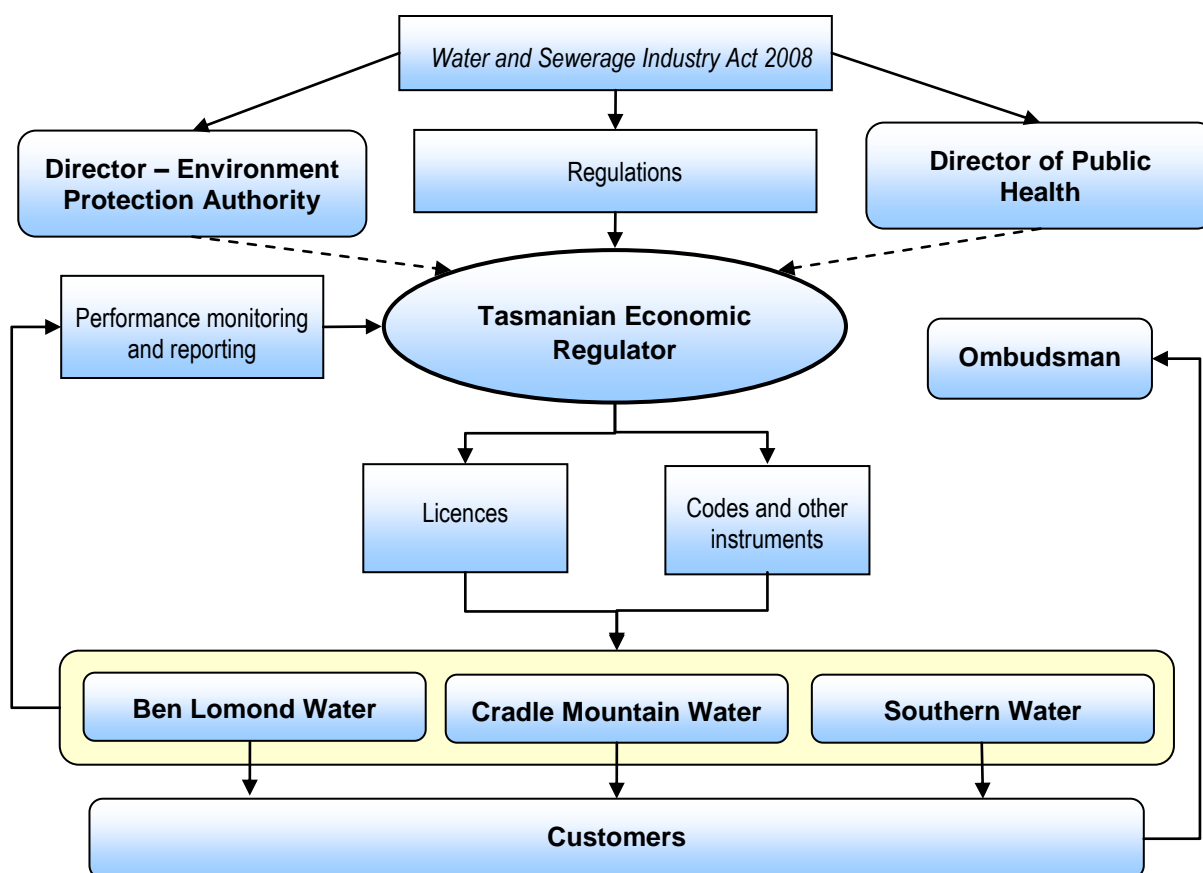 Water and Sewerage Industry Act 2008
Director – Environment
Protection Authority
Regulations
Director of Public
Health
Performance monitoring
and reporting
Tasmanian Economic
Regulator
Ombudsman
Licences
Codes and other
instruments
Ben Lomond Water
Cradle Mountain Water
Southern Water
Customers